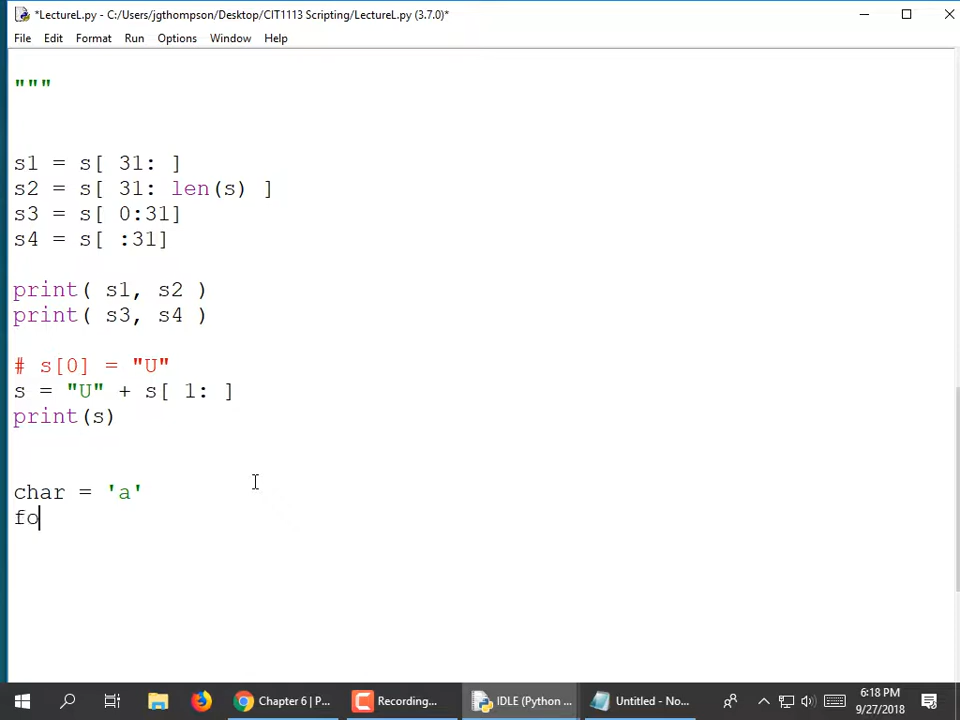 *LectureL.py - C:/Users/jgthompson/Desktop/CIT1113 Scripting/LectureL.py (3.7.0)*
File Edit Format Run Options Window Help
"""
s1 = s[ 31: ]
s2 = s[ 31: len(s) ]
s3 = s[ 0:31]
s4 = s[ :31]
print( s1, s2 )
print( s3, s4 )
# s[0] = "U"
s = "U" + s[ 1: ]
print(s)
char = 'a'
fo
Chapter 6 | P... Recording... IDLE (Python ... Untitled - No... 6:18 PM
9/27/2018